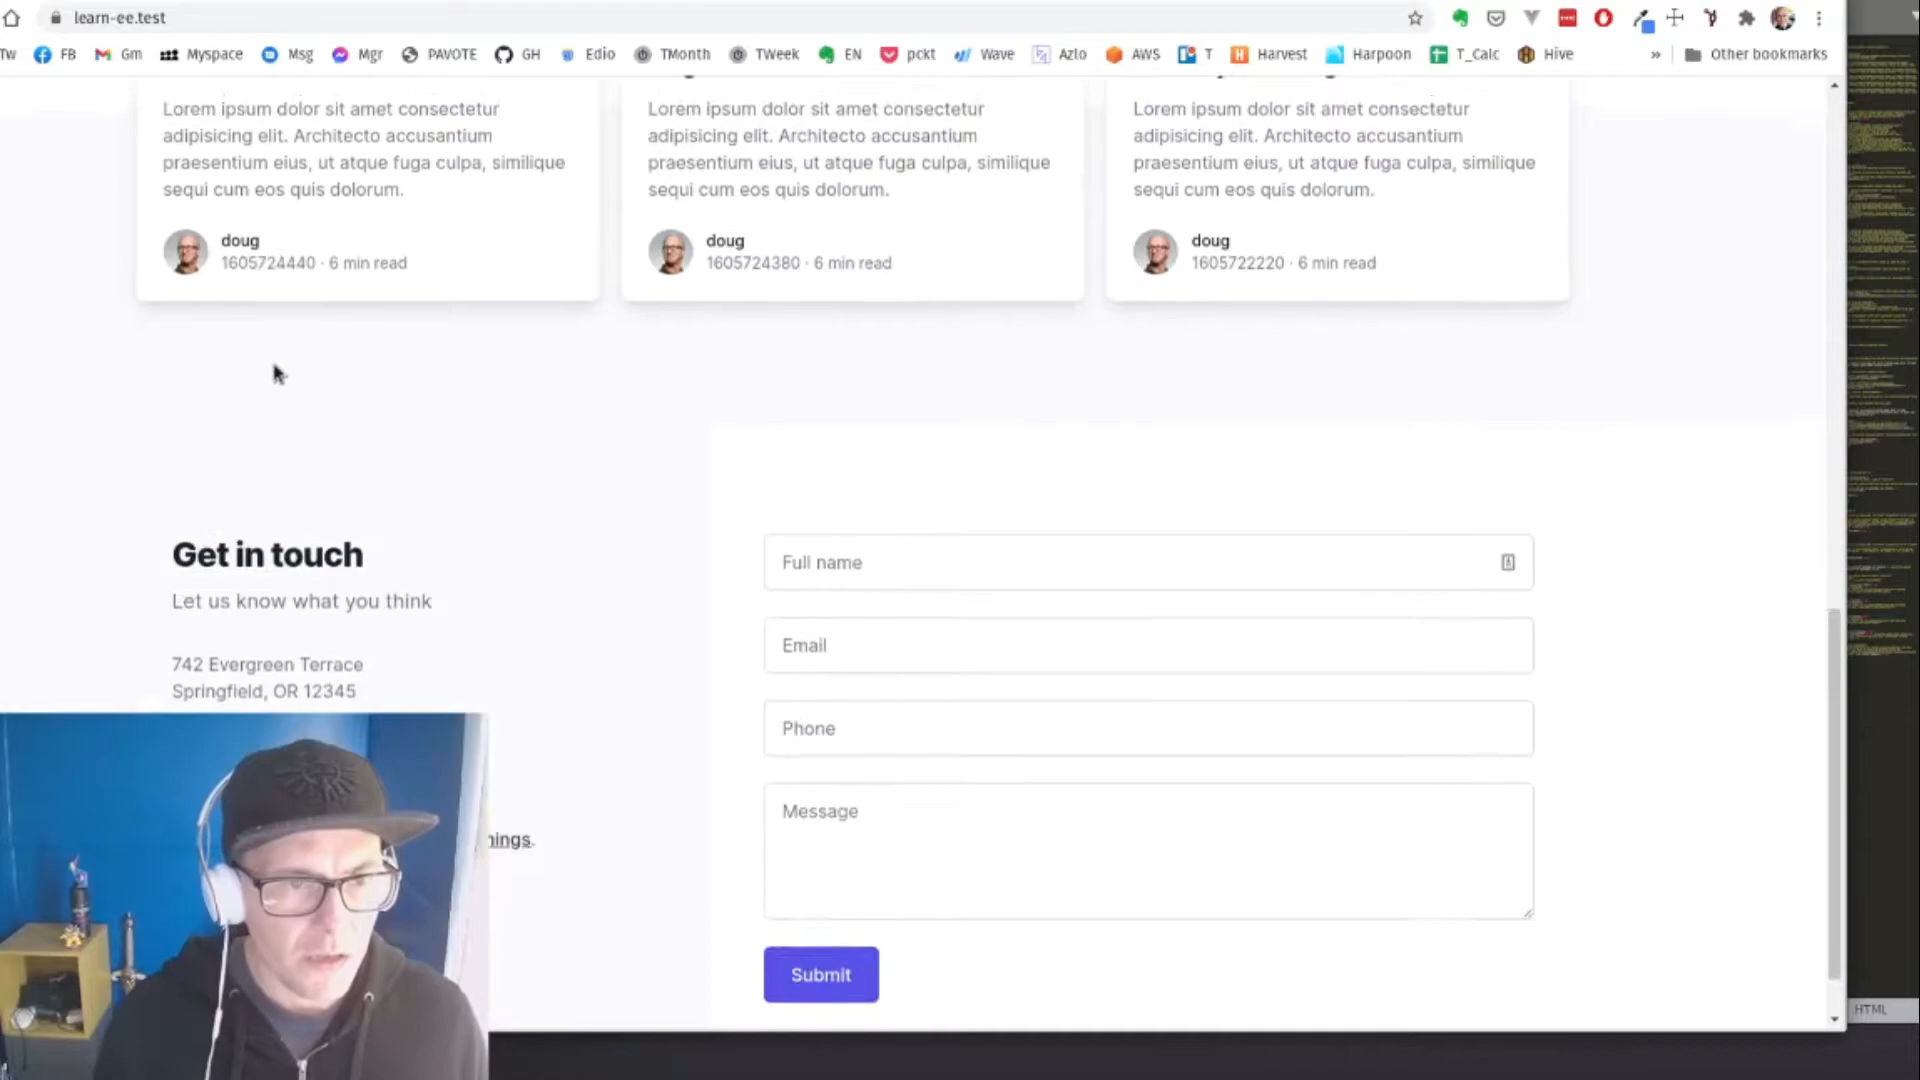 learn-ee.test
Tw FB Gm Myspace Msg Mgr PAVOTE GH Edio TMonth TWeek EN pckt Wave Azlo AWS T Harvest Harpoon T_Calc Hive » Other bookmarks
Lorem ipsum dolor sit amet consectetur
adipisicing elit. Architecto accusantium
praesentium eius, ut atque fuga culpa, similique
sequi cum eos quis dolorum.
doug
1605724440 · 6 min read
Lorem ipsum dolor sit amet consectetur
adipisicing elit. Architecto accusantium
praesentium eius, ut atque fuga culpa, similique
sequi cum eos quis dolorum.
doug
1605724380 · 6 min read
Lorem ipsum dolor sit amet consectetur
adipisicing elit. Architecto accusantium
praesentium eius, ut atque fuga culpa, similique
sequi cum eos quis dolorum.
doug
1605722220 · 6 min read
Get in touch
Let us know what you think
742 Evergreen Terrace
Springfield, OR 12345
Full name
Email
Phone
Message
Submit
HTML